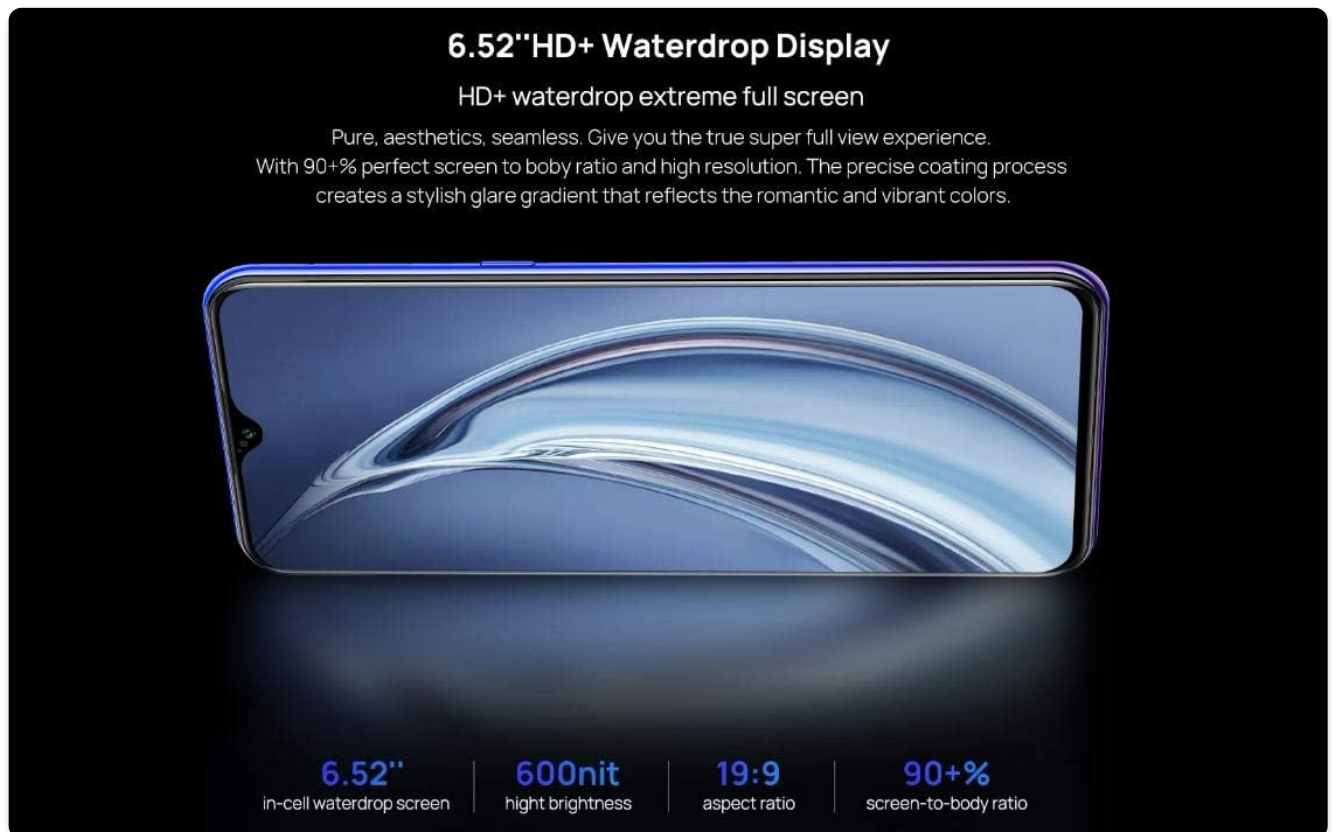 6.52''HD+ Waterdrop Display
HD+ waterdrop extreme full screen
Pure, aesthetics, seamless. Give you the true super full view experience.
With 90+% perfect screen to boby ratio and high resolution. The precise coating process
creates a stylish glare gradient that reflects the romantic and vibrant colors.
6.52'' 600nit 19:9 90+%
in-cell waterdrop screen hight brightness aspect ratio screen-to-body ratio